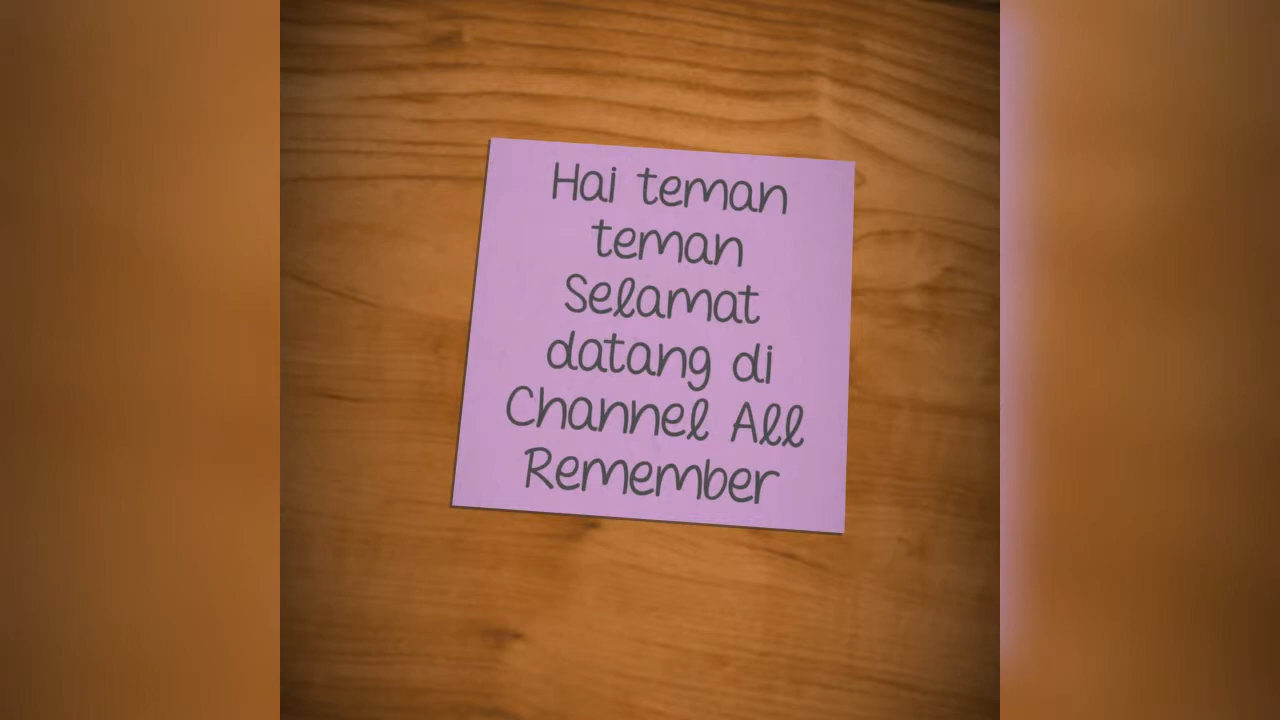 Hai teman
teman
Selamat
datang di
Channel All
Remember